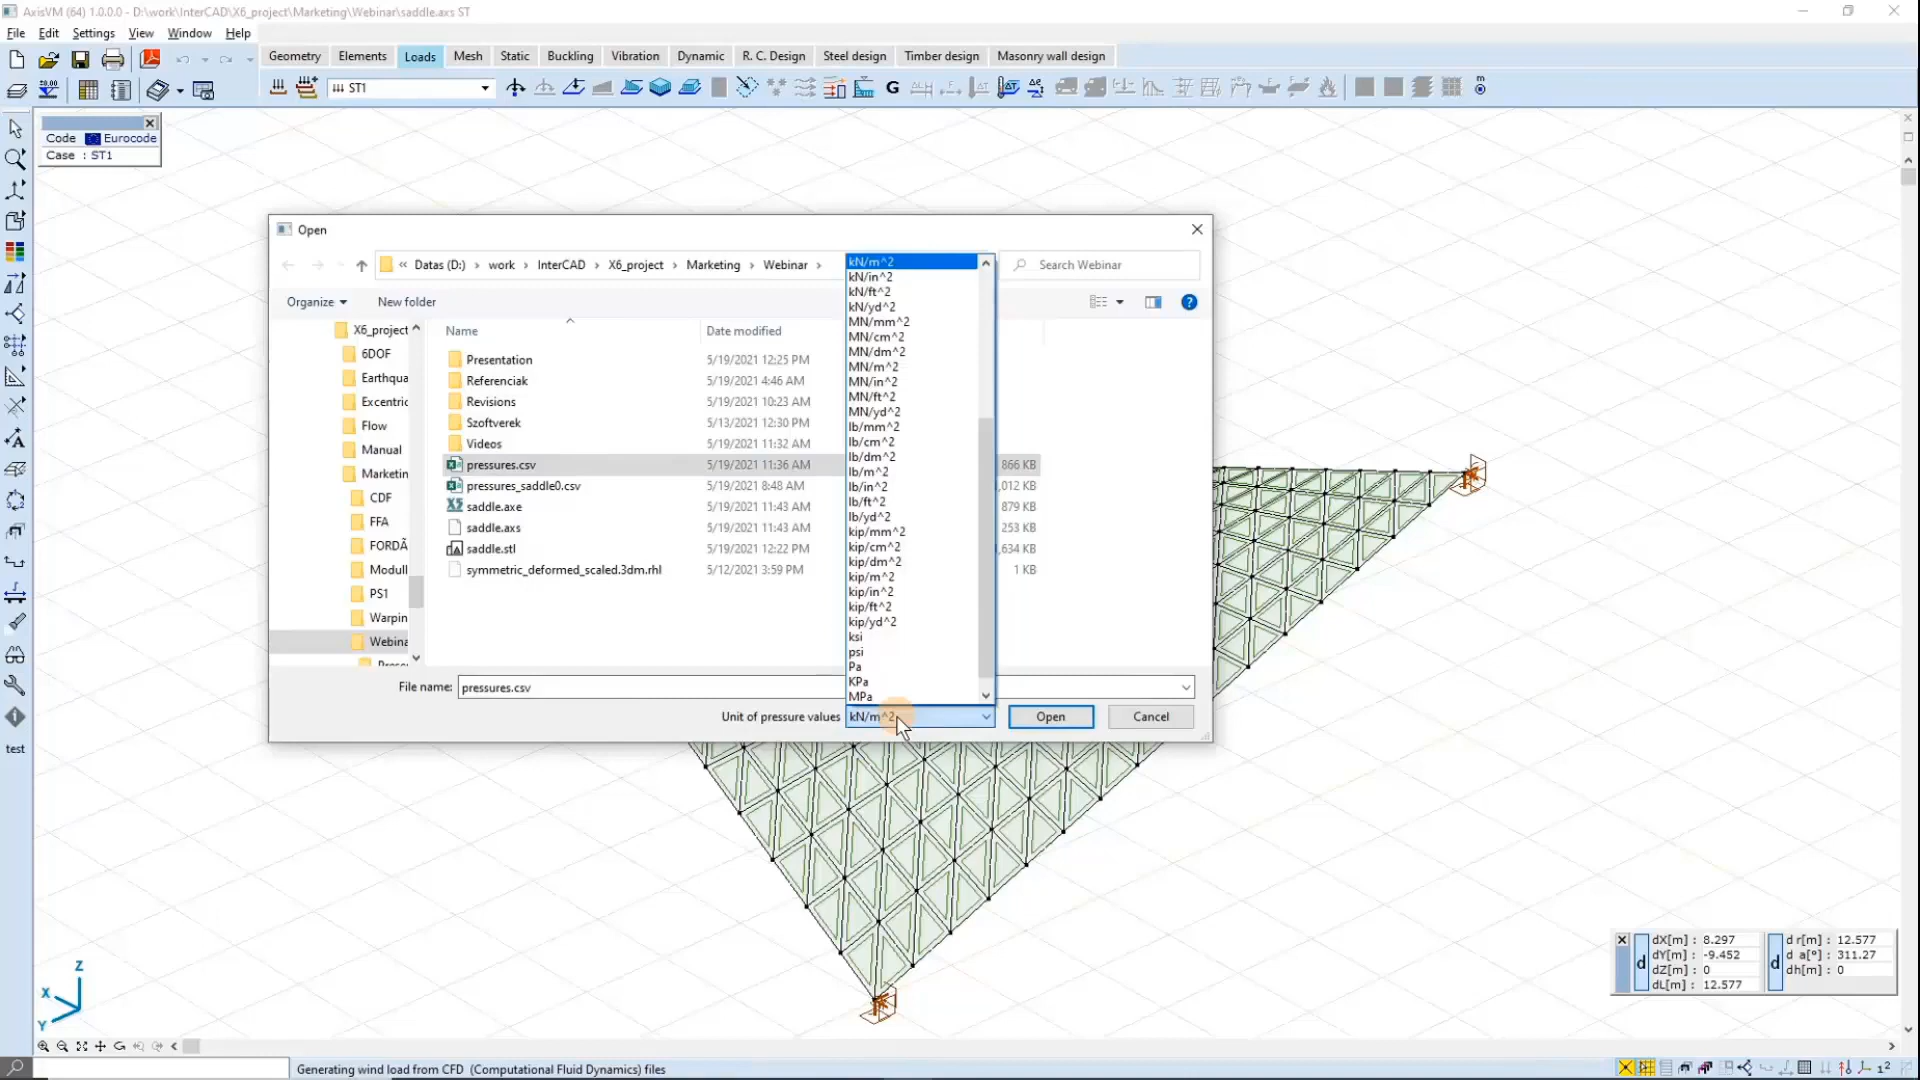 AxisVM (64) 1.0.0.0 - D:\work\InterCAD\X6_project\Marketing\Webinar\saddle.axs ST
File Edit Settings View Window Help
Geometry Elements Loads Mesh Static Buckling Vibration Dynamic R. C. Design Steel design Timber design Masonry wall design
ST1
G
Code Eurocode
Case : ST1
Open
« Datas (D:) › work › InterCAD › X6_project › Marketing › Webinar ›
Search Webinar
Organize New folder
Name Date modified
X6_project
6DOF
Earthqua
Excentric
Flow
Manual
Marketin
CDF
FFA
FORDÃ
Modull
PS1
Warpin
Webina
Presentation 5/19/2021 12:25 PM
Referenciak 5/19/2021 4:46 AM
Revisions 5/19/2021 10:23 AM
Szoftverek 5/13/2021 12:30 PM
Videos 5/19/2021 11:32 AM
pressures.csv 5/19/2021 11:36 AM 866 KB
pressures_saddle0.csv 5/19/2021 8:48 AM ,012 KB
saddle.axe 5/19/2021 11:43 AM 879 KB
saddle.axs 5/19/2021 11:43 AM 253 KB
saddle.stl 5/19/2021 12:22 PM ,634 KB
symmetric_deformed_scaled.3dm.rhl 5/12/2021 3:59 PM 1 KB
kN/m^2
kN/in^2
kN/ft^2
kN/yd^2
MN/mm^2
MN/cm^2
MN/dm^2
MN/m^2
MN/in^2
MN/ft^2
MN/yd^2
lb/mm^2
lb/cm^2
lb/dm^2
lb/m^2
lb/in^2
lb/ft^2
lb/yd^2
kip/mm^2
kip/cm^2
kip/dm^2
kip/m^2
kip/in^2
kip/ft^2
kip/yd^2
ksi
psi
Pa
KPa
MPa
File name: pressures.csv
Unit of pressure values kN/m^2 Open Cancel
test
Z
X
Y
d
dX[m] : 8.297
dY[m] : -9.452
dZ[m] : 0
dL[m] : 12.577
d
d r[m] : 12.577
d a[°] : 311.27
dh[m] : 0
Generating wind load from CFD (Computational Fluid Dynamics) files